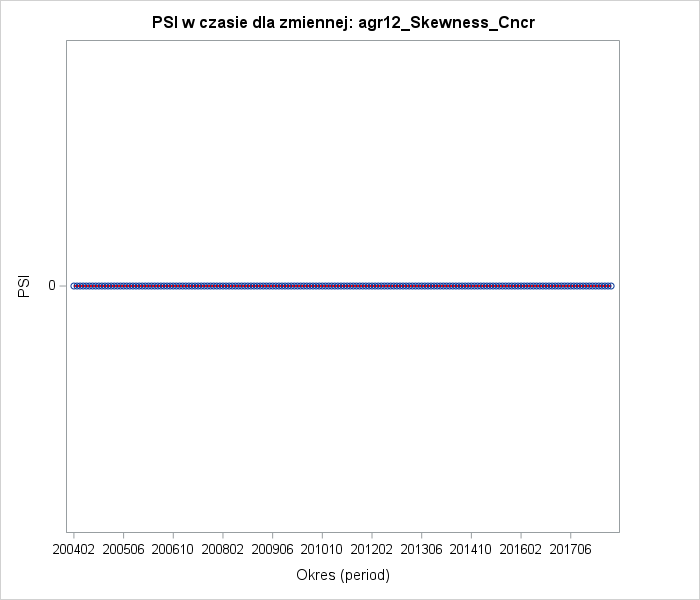 PSI w czasie dla zmiennej: agr12_Skewness_Cncr
PSI
0
200402 200506 200610 200802 200906 201010 201202 201306 201410 201602 201706
Okres (period)